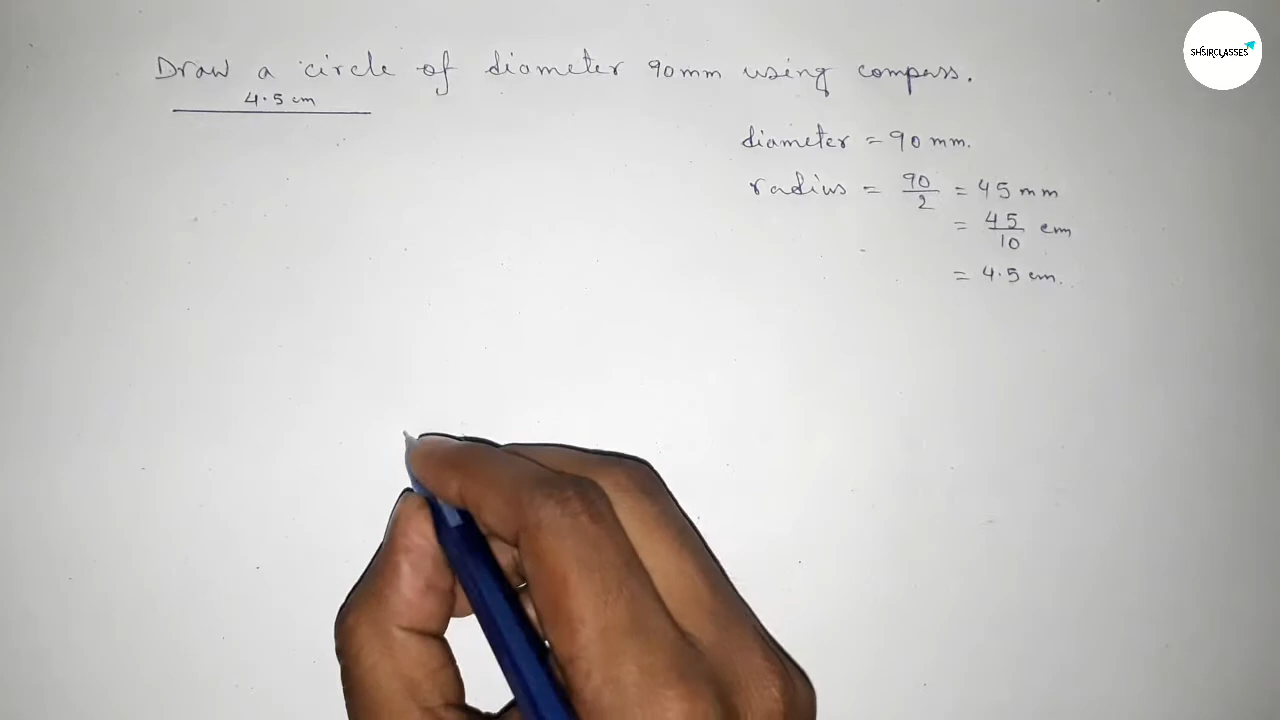 SHSIRCLASSES
Draw a circle of diameter 90mm using compass.
4.5 cm
diameter = 90 mm.
radius = 90/2 = 45 mm
= 45/10 cm
= 4.5 cm.